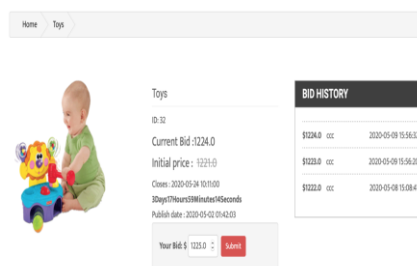 Home Toys
Toys
ID: 32
Current Bid :1224.0
Initial price : 1221.0
Closes : 2020-05-24 10:11:00
3Days17Hours59Minutes14Seconds
Publish date : 2020-05-02 01:42:03
Your Bid: $ 1225.0 Submit
BID HISTORY
$1224.0 ccc 2020-05-09 15:56:32
$1223.0 ccc 2020-05-09 15:56:20
$1222.0 ccc 2020-05-08 15:08:4